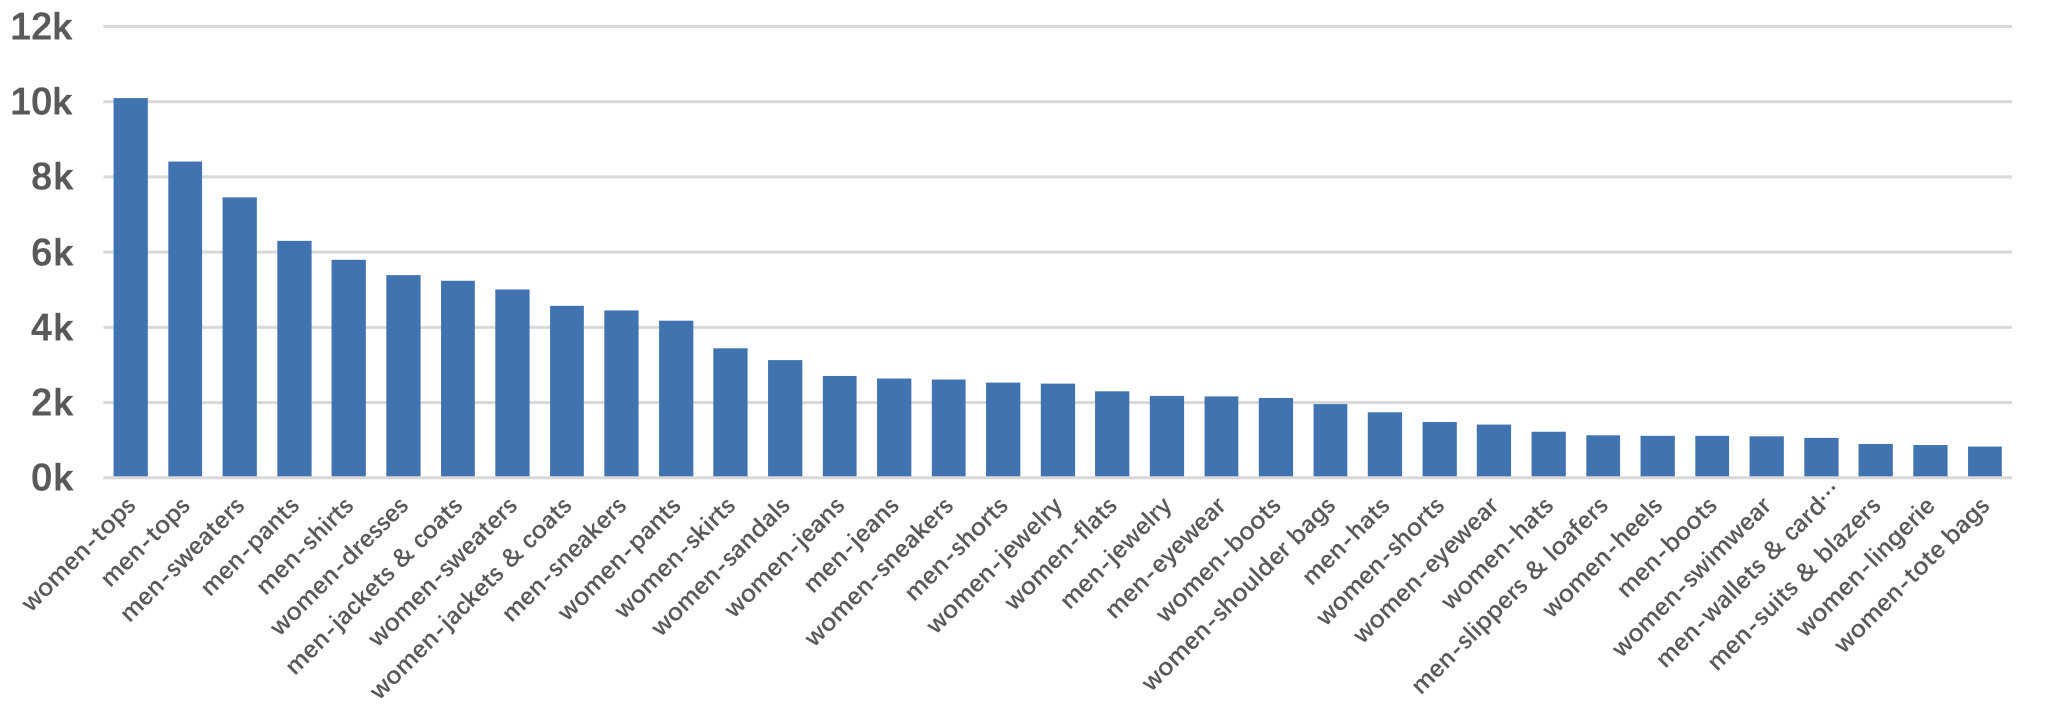 12k
10k
8k
6k
4k
2k
0k
women-tops
men-tops
men-sweaters
men-pants
men-shirts
women-dresses
men-jackets & coats
women-sweaters
women-jackets & coats
men-sneakers
women-pants
women-skirts
women-sandals
women-jeans
men-jeans
women-sneakers
men-shorts
women-jewelry
women-flats
men-jewelry
men-eyewear
women-boots
women-shoulder bags
men-hats
women-shorts
women-eyewear
women-hats
men-slippers & loafers
women-heels
men-boots
women-swimwear
men-wallets & card…
men-suits & blazers
women-lingerie
women-tote bags